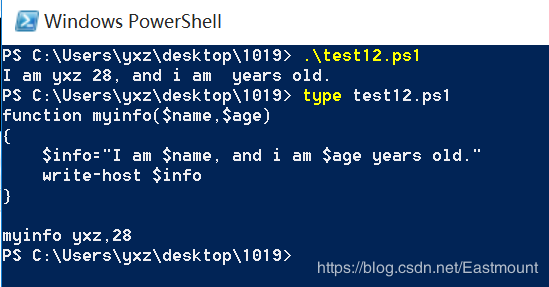 Windows PowerShell
PS C:\Users\yxz\desktop\1019> .\test12.ps1
I am yxz 28, and i am  years old.
PS C:\Users\yxz\desktop\1019> type test12.ps1
function myinfo($name,$age)
{
    $info="I am $name, and i am $age years old."
    write-host $info
}

myinfo yxz,28
PS C:\Users\yxz\desktop\1019>
https://blog.csdn.net/Eastmount